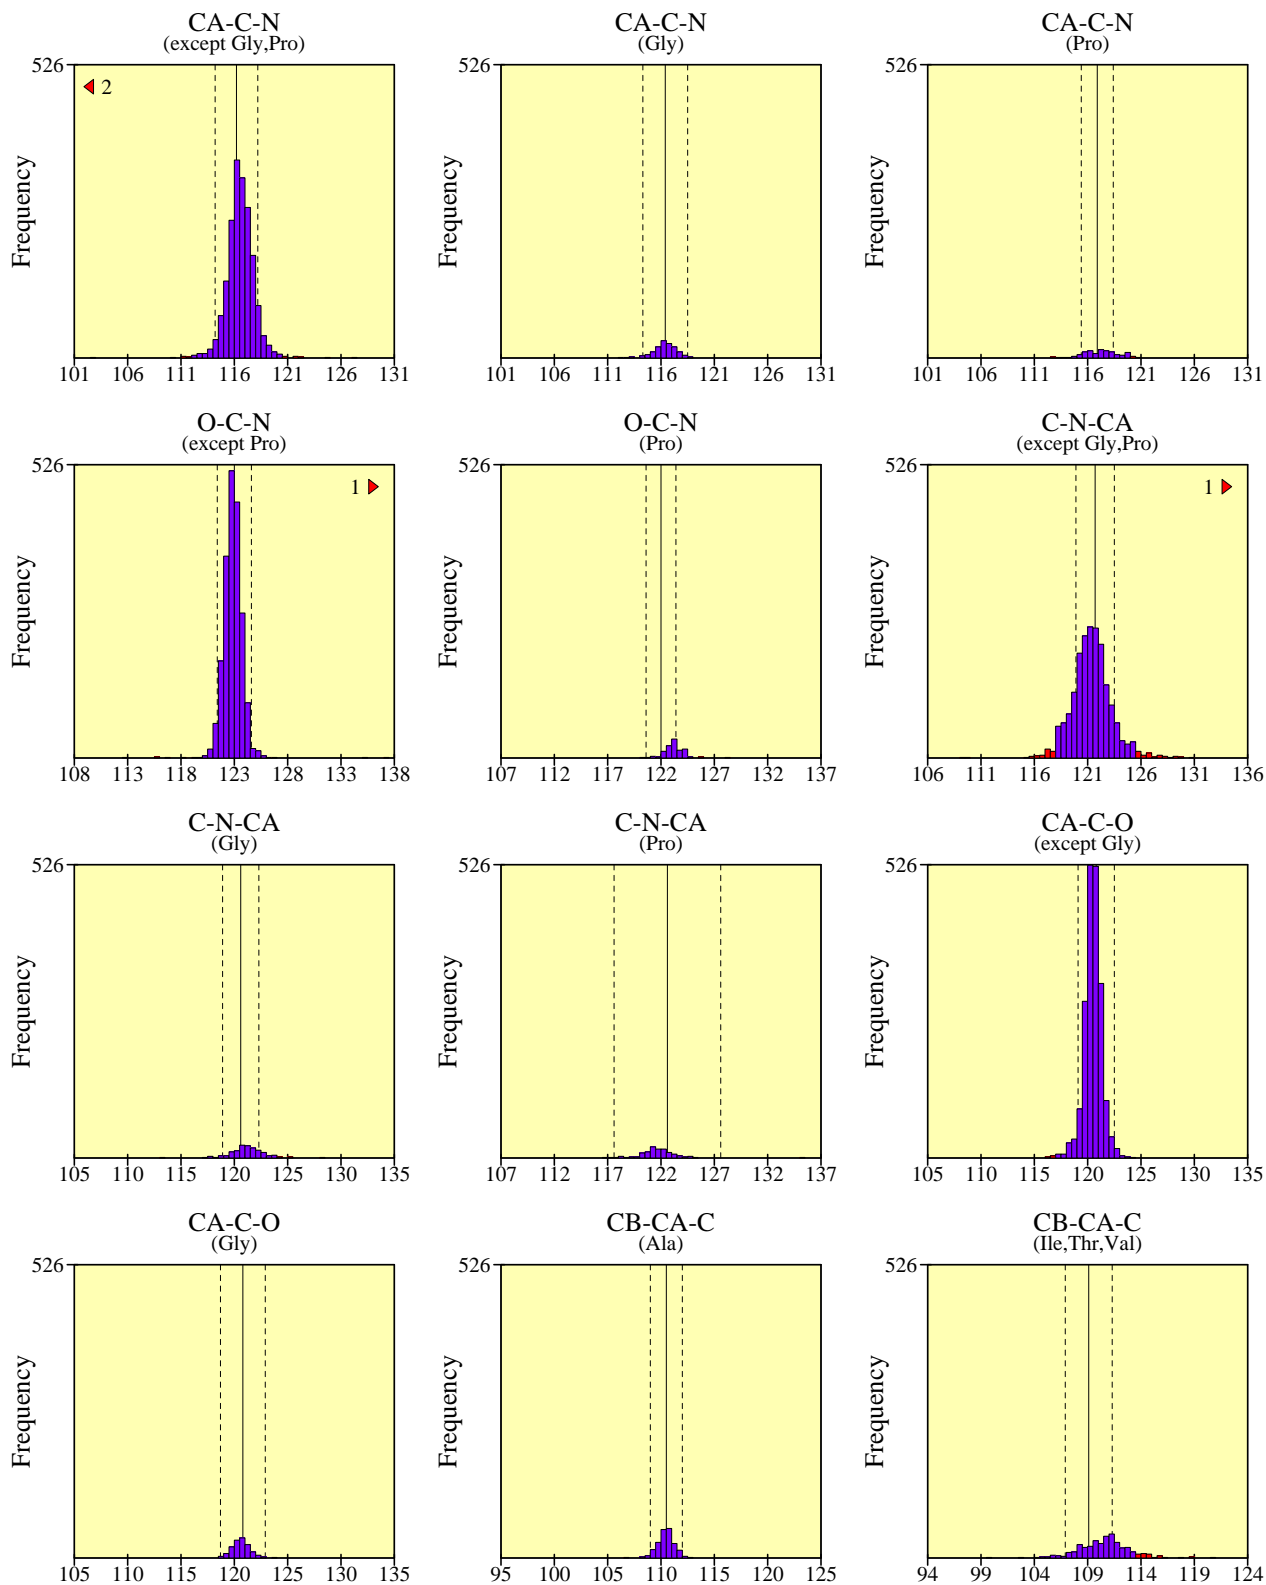 CA-C-N
(except Gly,Pro)
526
2
Frequency
101 106 111 116 121 126 131
CA-C-N
(Gly)
526
Frequency
101 106 111 116 121 126 131
CA-C-N
(Pro)
526
Frequency
101 106 111 116 121 126 131
O-C-N
(except Pro)
526
1
Frequency
108 113 118 123 128 133 138
O-C-N
(Pro)
526
Frequency
107 112 117 122 127 132 137
C-N-CA
(except Gly,Pro)
526
1
Frequency
106 111 116 121 126 131 136
C-N-CA
(Gly)
526
Frequency
105 110 115 120 125 130 135
C-N-CA
(Pro)
526
Frequency
107 112 117 122 127 132 137
CA-C-O
(except Gly)
526
Frequency
105 110 115 120 125 130 135
CA-C-O
(Gly)
526
Frequency
105 110 115 120 125 130 135
CB-CA-C
(Ala)
526
Frequency
95 100 105 110 115 120 125
CB-CA-C
(Ile,Thr,Val)
526
Frequency
94 99 104 109 114 119 124